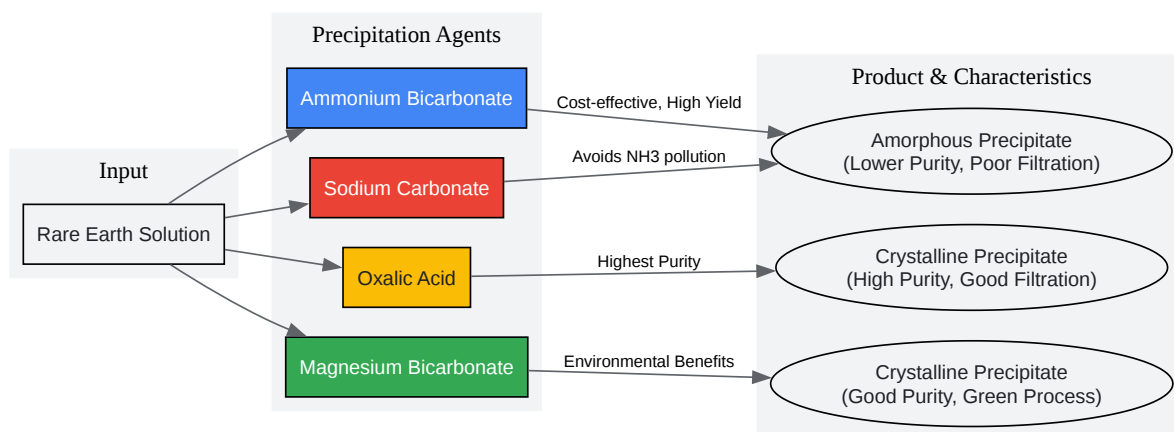 Precipitation Agents
Product & Characteristics
Input
Rare Earth Solution
Ammonium Bicarbonate
Sodium Carbonate
Oxalic Acid
Magnesium Bicarbonate
Cost-effective, High Yield
Avoids NH3 pollution
Highest Purity
Environmental Benefits
Amorphous Precipitate
(Lower Purity, Poor Filtration)
Crystalline Precipitate
(High Purity, Good Filtration)
Crystalline Precipitate
(Good Purity, Green Process)